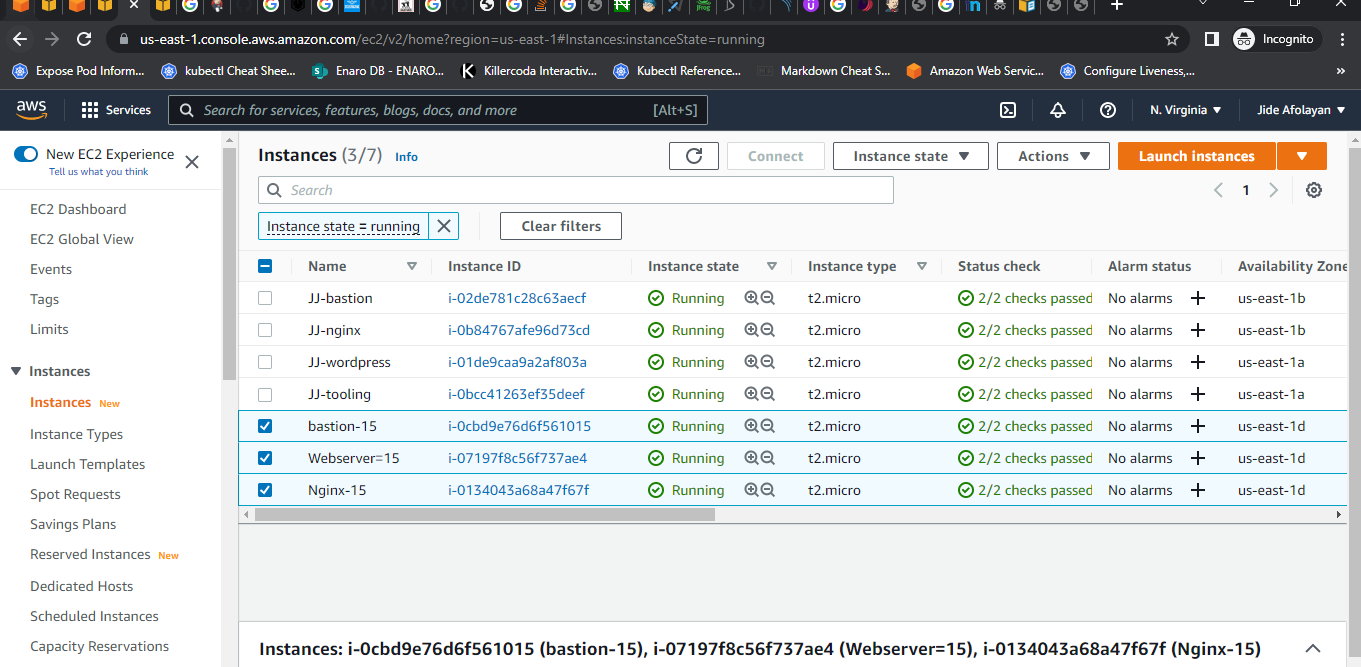 us-east-1.console.aws.amazon.com/ec2/v2/home?region=us-east-1#Instances:instanceState=running
Incognito
Expose Pod Inform...
kubectl Cheat Shee...
Enaro DB - ENARO...
Killercoda Interactiv...
Kubectl Reference...
Markdown Cheat S...
Amazon Web Servic...
Configure Liveness,...
»
aws
Services
Search for services, features, blogs, docs, and more
[Alt+S]
N. Virginia
Jide Afolayan
New EC2 Experience
Tell us what you think
EC2 Dashboard
EC2 Global View
Events
Tags
Limits
Instances
Instances New
Instance Types
Launch Templates
Spot Requests
Savings Plans
Reserved Instances New
Dedicated Hosts
Scheduled Instances
Capacity Reservations
Instances (3/7) Info
Connect
Instance state
Actions
Launch instances
Search
1
Instance state = running
Clear filters
Name Instance ID Instance state Instance type Status check Alarm status Availability Zone
JJ-bastion i-02de781c28c63aecf Running t2.micro 2/2 checks passed No alarms us-east-1b
JJ-nginx i-0b84767afe96d73cd Running t2.micro 2/2 checks passed No alarms us-east-1b
JJ-wordpress i-01de9caa9a2af803a Running t2.micro 2/2 checks passed No alarms us-east-1a
JJ-tooling i-0bcc41263ef35deef Running t2.micro 2/2 checks passed No alarms us-east-1a
bastion-15 i-0cbd9e76d6f561015 Running t2.micro 2/2 checks passed No alarms us-east-1d
Webserver=15 i-07197f8c56f737ae4 Running t2.micro 2/2 checks passed No alarms us-east-1d
Nginx-15 i-0134043a68a47f67f Running t2.micro 2/2 checks passed No alarms us-east-1d
Instances: i-0cbd9e76d6f561015 (bastion-15), i-07197f8c56f737ae4 (Webserver=15), i-0134043a68a47f67f (Nginx-15)